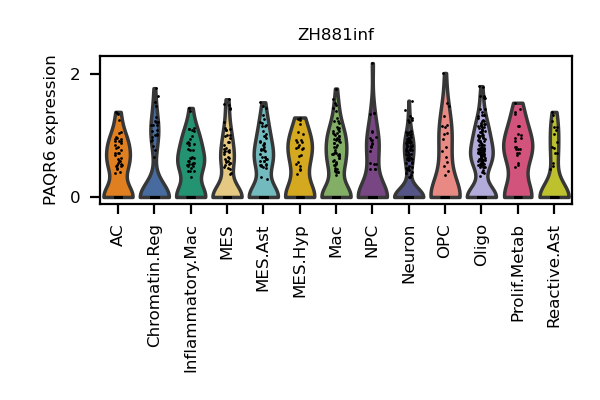 ZH881inf
PAQR6 expression
2
0
AC
Chromatin.Reg
Inflammatory.Mac
MES
MES.Ast
MES.Hyp
Mac
NPC
Neuron
OPC
Oligo
Prolif.Metab
Reactive.Ast